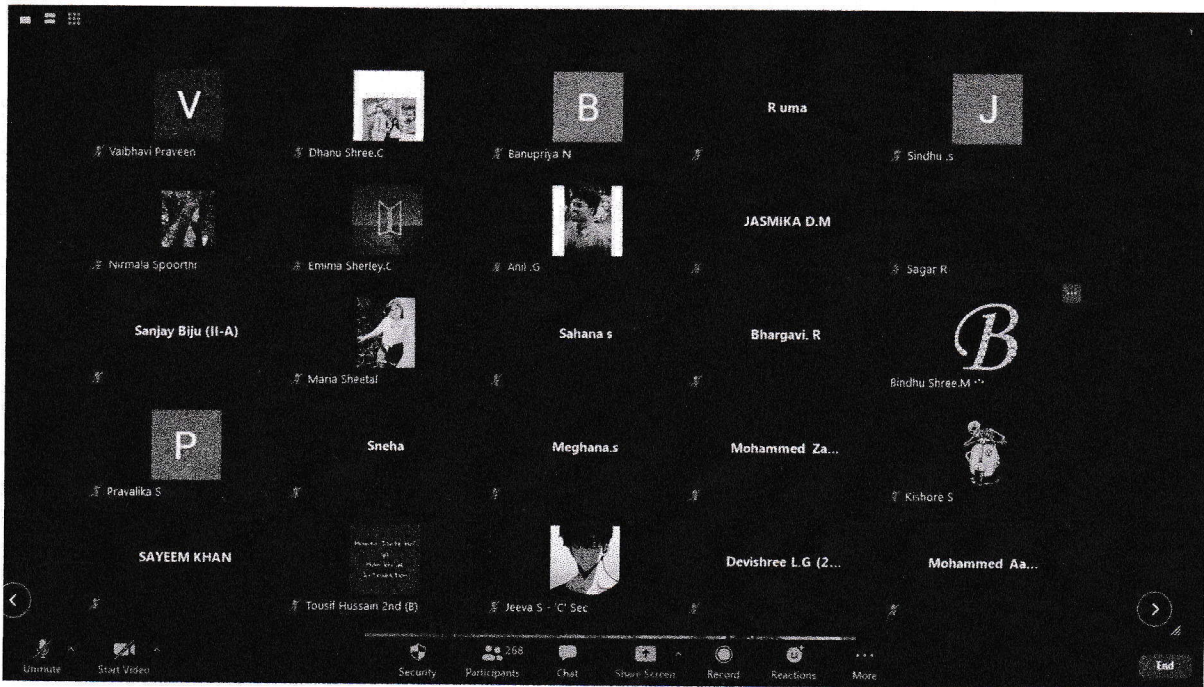 V
Vaibhavi Praveen
Dhanu Shree.C
B
Banupriya N
R uma
J
Sindhu .s
Nirmala Spoorthi
Emima Sherley.C
Anil .G
JASMiKA D.M
Sagar R
Sanjay Biju (II-A)
Maria Sheetal
Sahana s
Bhargavi. R
B
Bindhu Shree.M
P
Pravalika S
Sneha
Meghana.s
Mohammed Za...
Kishore S
SAYEEM KHAN
Tousif Hussain 2nd (B)
Jeeva S - 'C' Sec
Devishree L.G (2...
Mohammed Aa...
Unmute
Start Video
Security
Participants
268
Chat
Share Screen
Record
Reactions
More
End